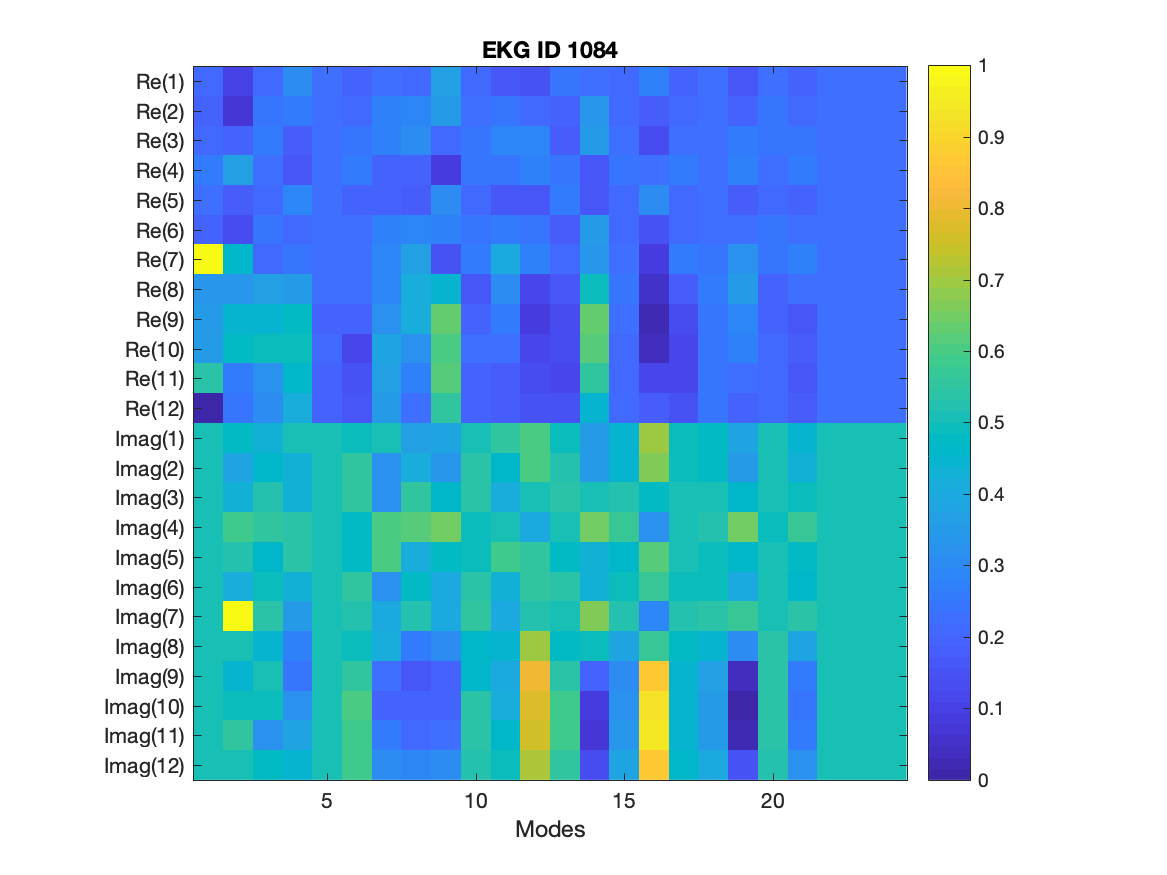 EKG ID 1084
Re(1)
Re(2)
Re(3)
Re(4)
Re(5)
Re(6)
Re(7)
Re(8)
Re(9)
Re(10)
Re(11)
Re(12)
Imag(1)
Imag(2)
Imag(3)
Imag(4)
Imag(5)
Imag(6)
Imag(7)
Imag(8)
Imag(9)
Imag(10)
Imag(11)
Imag(12)
5 10 15 20
Modes
1
0.9
0.8
0.7
0.6
0.5
0.4
0.3
0.2
0.1
0